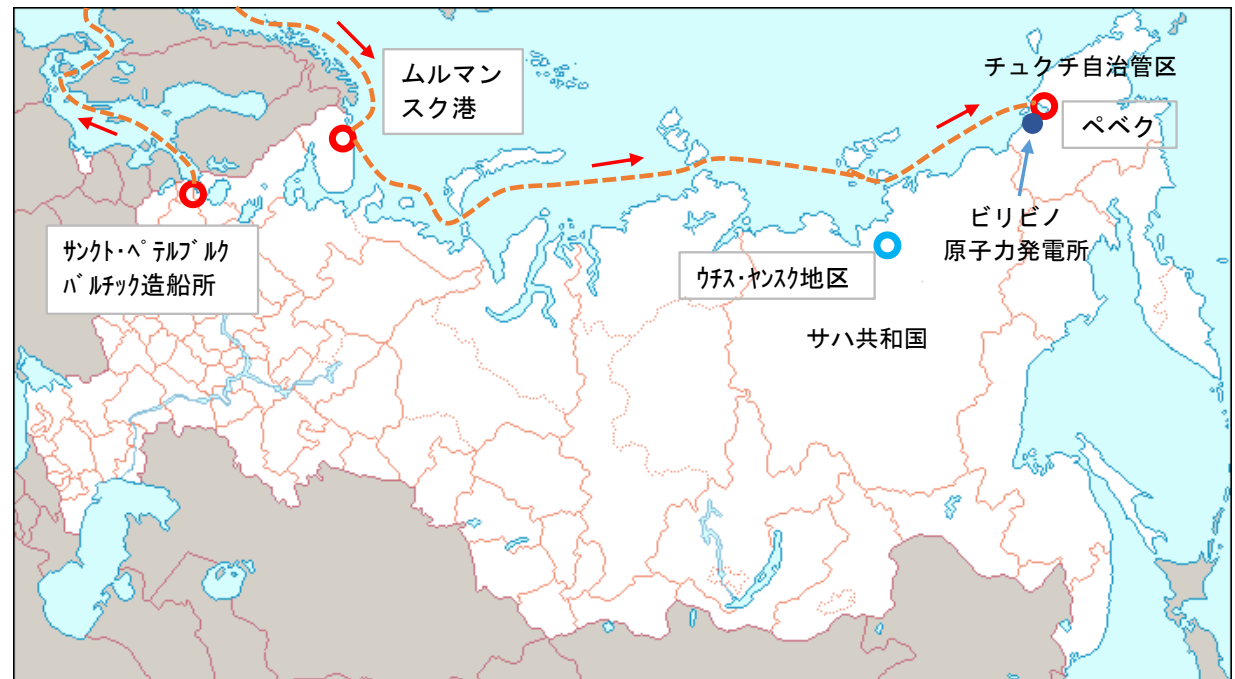 チュクチ自治管区
ムルマン
スク港
ペベク
ビリビノ
原子力発電所
ｻﾝｸﾄ･ﾍﾟﾃﾙﾌﾞﾙｸ
ﾊﾞﾙﾁｯｸ造船所
ｳﾁｽ･ﾔﾝｽｸ地区
サハ共和国